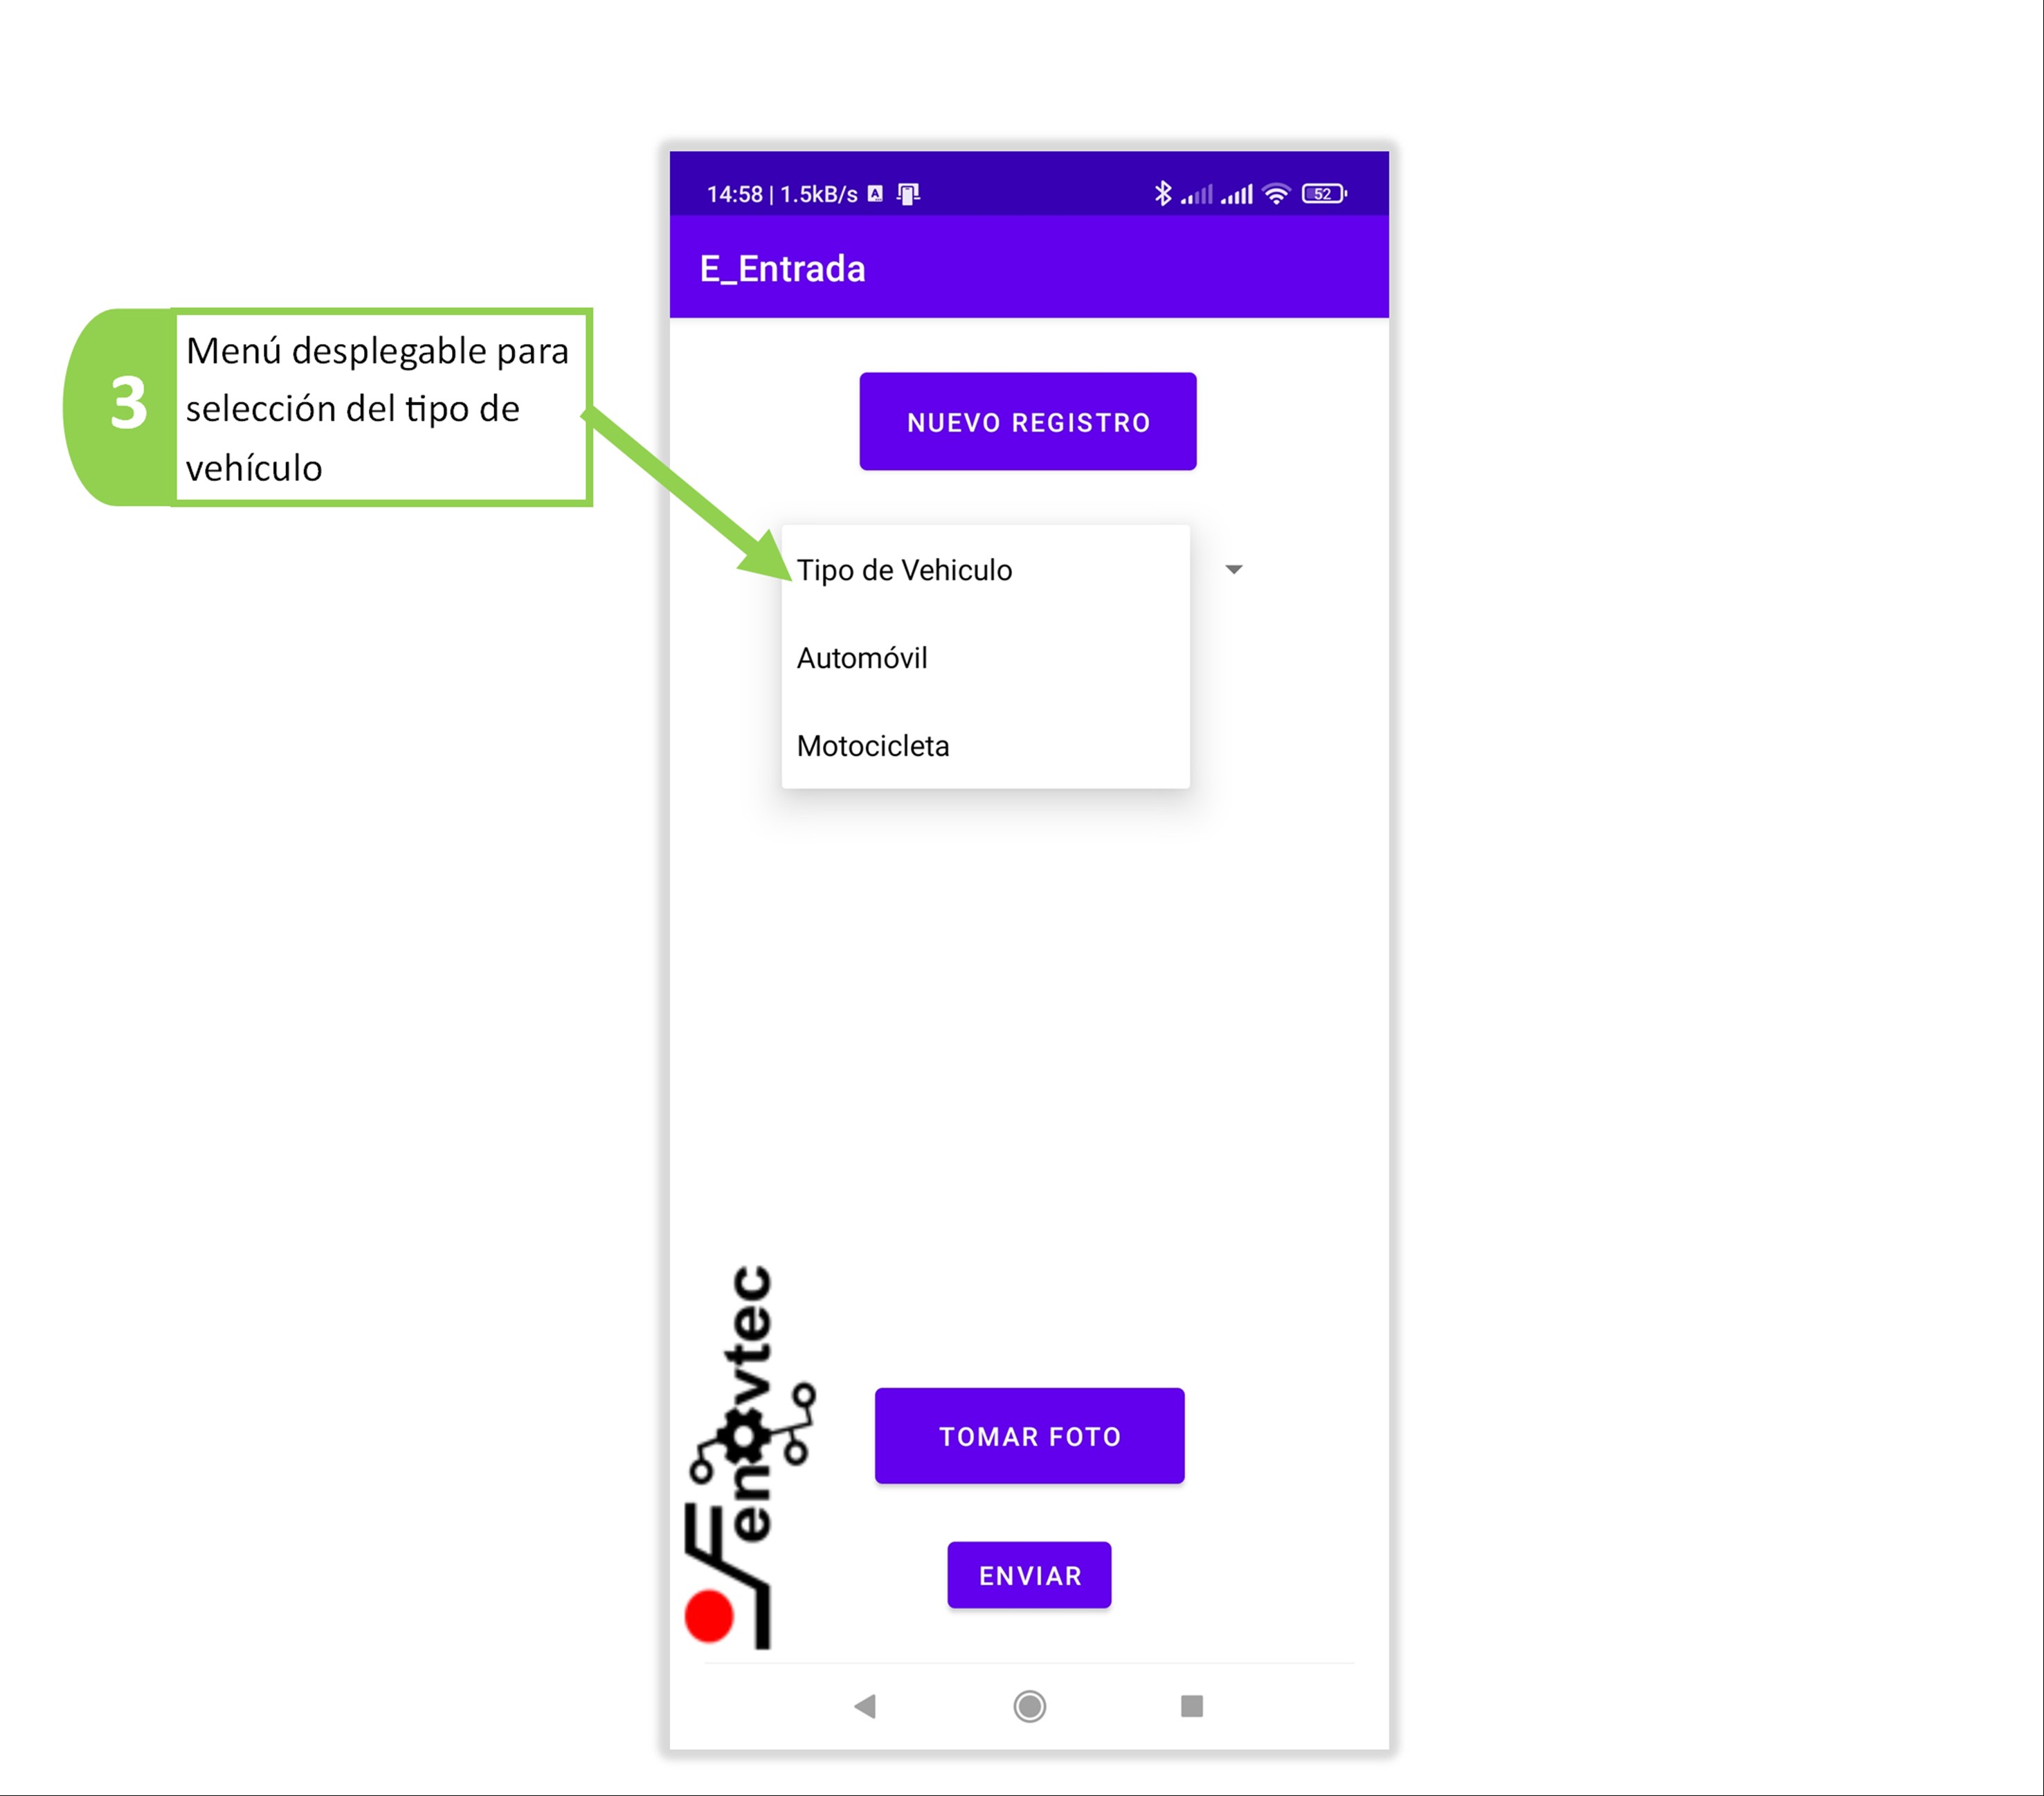 14:58 | 1.5kB/s A
52
E_Entrada
3
Menú desplegable para
selección del tipo de
vehículo
NUEVO REGISTRO
Tipo de Vehiculo
Automóvil
Motocicleta
enovtec
TOMAR FOTO
ENVIAR